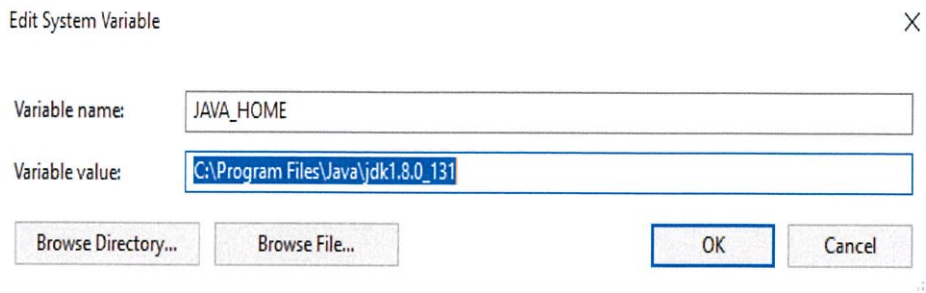 Edit System Variable
Variable name: JAVA_HOME
Variable value: C:\Program Files\Java\jdk1.8.0_131
Browse Directory... Browse File... OK Cancel